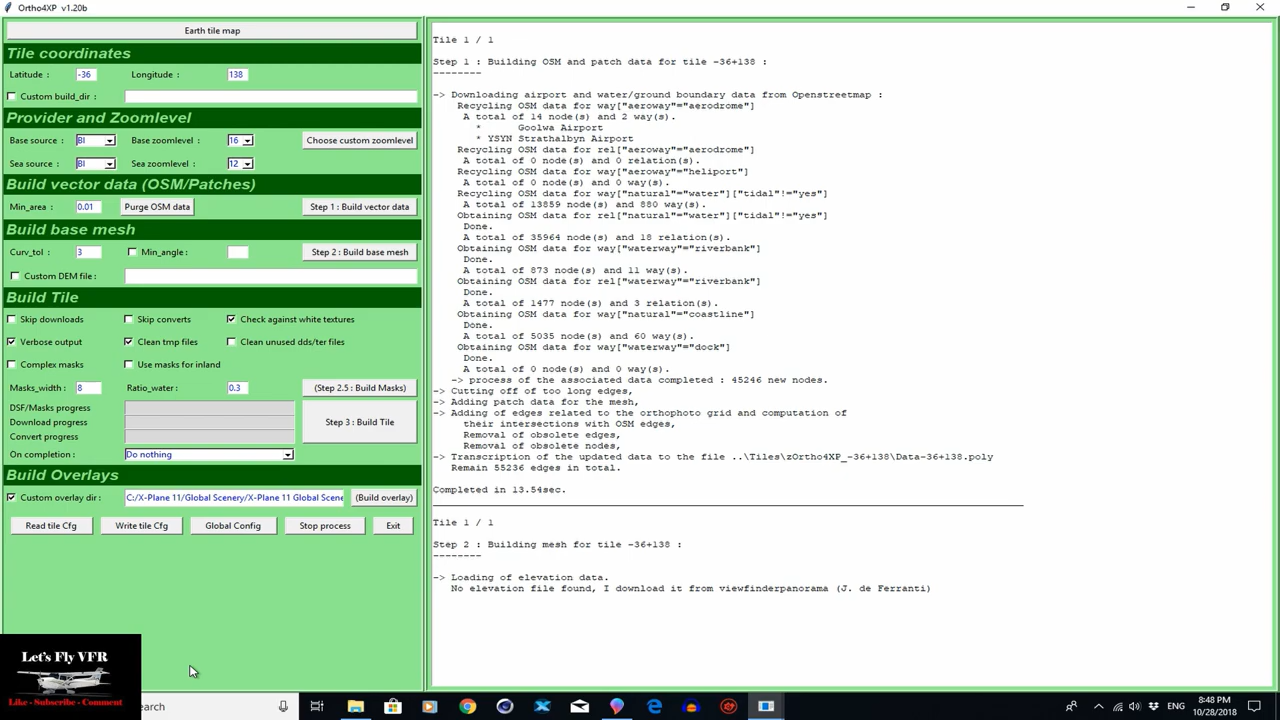 Ortho4XP v1.20b
Earth tile map
Tile coordinates
Latitude : -36 Longitude : 138
Custom build_dir :
Provider and Zoomlevel
Base source : BI Base zoomlevel : 16 Choose custom zoomlevel
Sea source : BI Sea zoomlevel : 12
Build vector data (OSM/Patches)
Min_area : 0.01 Purge OSM data Step 1 : Build vector data
Build base mesh
Curv_tol : 3 Min_angle : Step 2 : Build base mesh
Custom DEM file :
Build Tile
Skip downloads Skip converts Check against white textures
Verbose output Clean tmp files Clean unused dds/ter files
Complex masks Use masks for inland
Masks_width : 8 Ratio_water : 0.3 (Step 2.5 : Build Masks)
DSF/Masks progress
Download progress Step 3 : Build Tile
Convert progress
On completion : Do nothing
Build Overlays
Custom overlay dir : C:/X-Plane 11/Global Scenery/X-Plane 11 Global Scene (Build overlay)
Read tile Cfg Write tile Cfg Global Config Stop process Exit
Tile 1 / 1
Step 1 : Building OSM and patch data for tile -36+138 :
--------
-> Downloading airport and water/ground boundary data from Openstreetmap :
Recycling OSM data for way["aeroway"="aerodrome"]
A total of 14 node(s) and 2 way(s).
* Goolwa Airport
* YSYN Strathalbyn Airport
Recycling OSM data for rel["aeroway"="aerodrome"]
A total of 0 node(s) and 0 relation(s).
Recycling OSM data for way["aeroway"="heliport"]
A total of 0 node(s) and 0 way(s).
Recycling OSM data for way["natural"="water"]["tidal"!="yes"]
A total of 13859 node(s) and 880 way(s).
Obtaining OSM data for rel["natural"="water"]["tidal"!="yes"]
Done.
A total of 35964 node(s) and 18 relation(s).
Obtaining OSM data for way["waterway"="riverbank"]
Done.
A total of 873 node(s) and 11 way(s).
Obtaining OSM data for rel["waterway"="riverbank"]
Done.
A total of 1477 node(s) and 3 relation(s).
Obtaining OSM data for way["natural"="coastline"]
Done.
A total of 5035 node(s) and 60 way(s).
Obtaining OSM data for way["waterway"="dock"]
Done.
A total of 0 node(s) and 0 way(s).
-> process of the associated data completed : 45246 new nodes.
-> Cutting off of too long edges,
-> Adding patch data for the mesh,
-> Adding of edges related to the orthophoto grid and computation of
their intersections with OSM edges,
Removal of obsolete edges,
Removal of obsolete nodes,
-> Transcription of the updated data to the file ..\Tiles\zOrtho4XP_-36+138\Data-36+138.poly
Remain 55236 edges in total.
Completed in 13.54sec.
Tile 1 / 1
Step 2 : Building mesh for tile -36+138 :
--------
-> Loading of elevation data.
No elevation file found, I download it from viewfinderpanorama (J. de Ferranti)
Let's Fly VFR
Like - Subscribe - Comment
earch
8:48 PM
10/28/2018